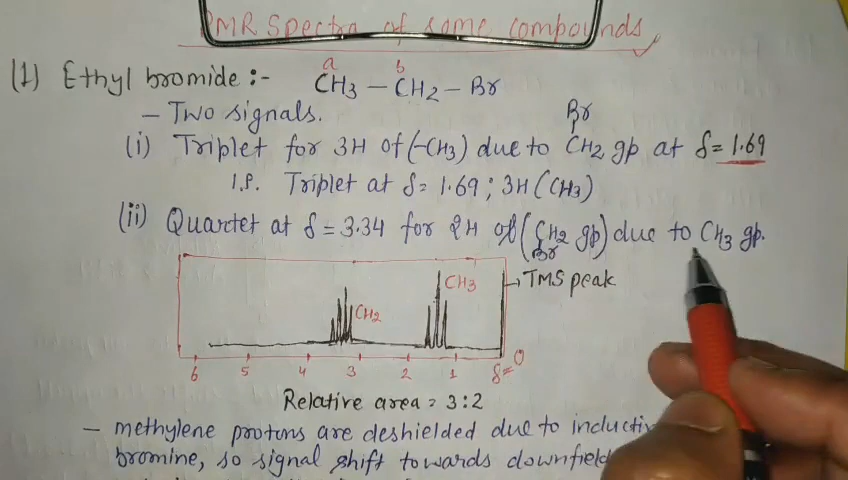 PMR Spectra of some compounds
a b
(1) Ethyl bromide :- CH3 - CH2 - Br
- Two signals.
Br
(i) Triplet for 3H of (-CH3) due to CH2 gp at δ= 1.69
I.P. Triplet at δ= 1.69 ; 3H (CH3)
(ii) Quartet at δ = 3.34 for 2H of (CH2 gp) due to CH3 gp.
Br
CH3 → TMS peak
CH2
6 5 4 3 2 1 δ= 0
Relative area = 3:2
- methylene protons are deshielded due to
bromine, so signal shift towards downfield